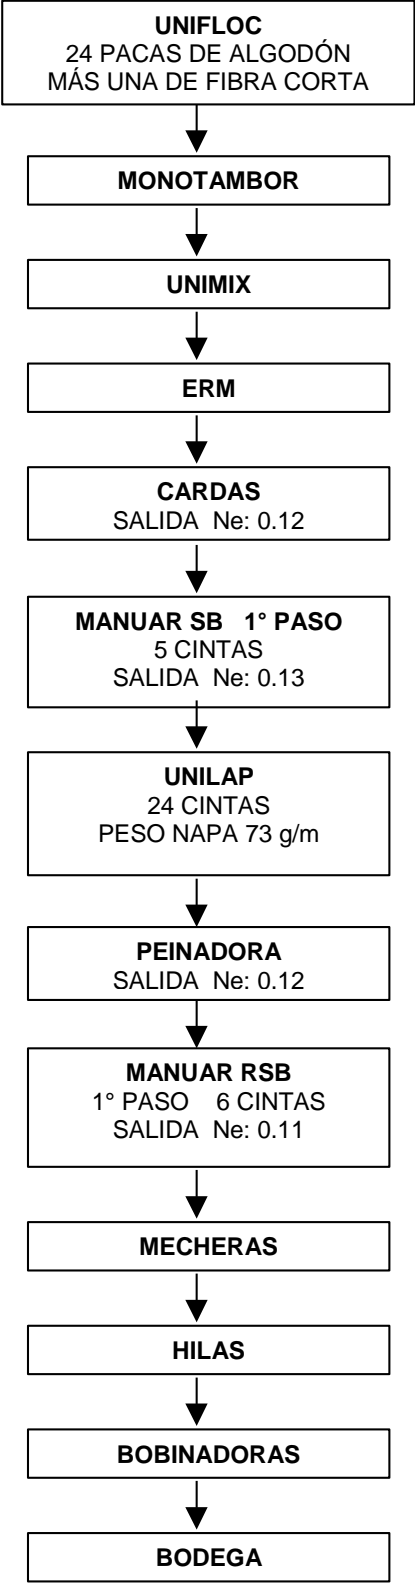 UNIFLOC
24 PACAS DE ALGODÓN
MÁS UNA DE FIBRA CORTA
MONOTAMBOR
UNIMIX
ERM
CARDAS
SALIDA Ne: 0.12
MANUAR SB 1° PASO
5 CINTAS
SALIDA Ne: 0.13
UNILAP
24 CINTAS
PESO NAPA 73 g/m
PEINADORA
SALIDA Ne: 0.12
MANUAR RSB
1° PASO 6 CINTAS
SALIDA Ne: 0.11
MECHERAS
HILAS
BOBINADORAS
BODEGA